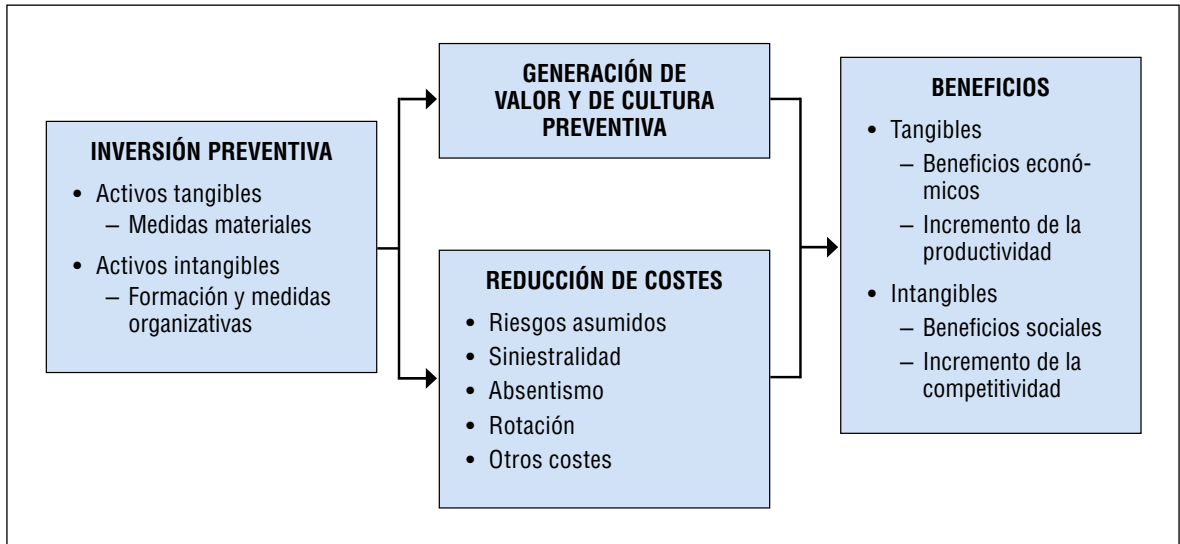 INVERSIÓN PREVENTIVA
• Activos tangibles
– Medidas materiales
• Activos intangibles
– Formación y medidas
organizativas
GENERACIÓN DE
VALOR Y DE CULTURA
PREVENTIVA
REDUCCIÓN DE COSTES
• Riesgos asumidos
• Siniestralidad
• Absentismo
• Rotación
• Otros costes
BENEFICIOS
• Tangibles
– Beneficios econó-
micos
– Incremento de la
productividad
• Intangibles
– Beneficios sociales
– Incremento de la
competitividad